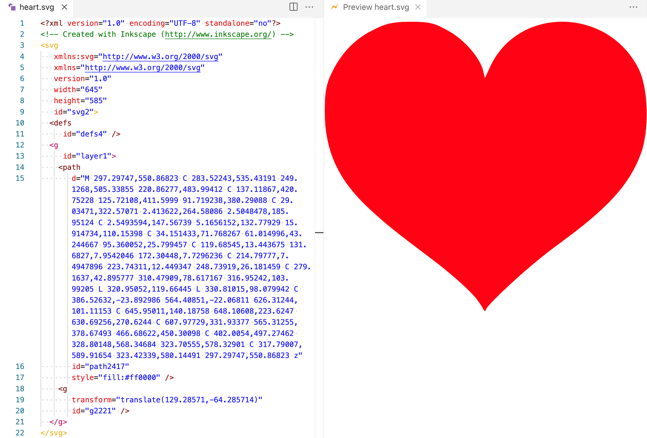 heart.svg
Preview heart.svg
1 <?xml version="1.0" encoding="UTF-8" standalone="no"?>
2 <!-- Created with Inkscape (http://www.inkscape.org/) -->
3 <svg
4 xmlns:svg="http://www.w3.org/2000/svg"
5 xmlns="http://www.w3.org/2000/svg"
6 version="1.0"
7 width="645"
8 height="585"
9 id="svg2">
10 <defs
11 id="defs4" />
12 <g
13 id="layer1">
14 <path
15 d="M 297.29747,550.86823 C 283.52243,535.43191 249.
1268,505.33855 220.86277,483.99412 C 137.11867,420.
75228 125.72108,411.5999 91.719238,380.29088 C 29.
03471,322.57071 2.413622,264.58086 2.5048478,185.
95124 C 2.5493594,147.56739 5.1656152,132.77929 15.
914734,110.15398 C 34.151433,71.768267 61.014996,43.
244667 95.360052,25.799457 C 119.68545,13.443675 131.
6827,7.9542046 172.30448,7.7296236 C 214.79777,7.
4947896 223.74311,12.449347 248.73919,26.181459 C 279.
1637,42.895777 310.47909,78.617167 316.95242,103.
99205 L 320.95052,119.66445 L 330.81015,98.079942 C
386.52632,-23.892986 564.40851,-22.06811 626.31244,
101.11153 C 645.95011,140.18758 648.10608,223.6247
630.69256,270.6244 C 607.97729,331.93377 565.31255,
378.67493 466.68622,450.30098 C 402.0054,497.27462
328.80148,568.34684 323.70555,578.32901 C 317.79007,
589.91654 323.42339,580.14491 297.29747,550.86823 z"
16 id="path2417"
17 style="fill:#ff0000" />
18 <g
19 transform="translate(129.28571,-64.285714)"
20 id="g2221" />
21 </g>
22 </svg>